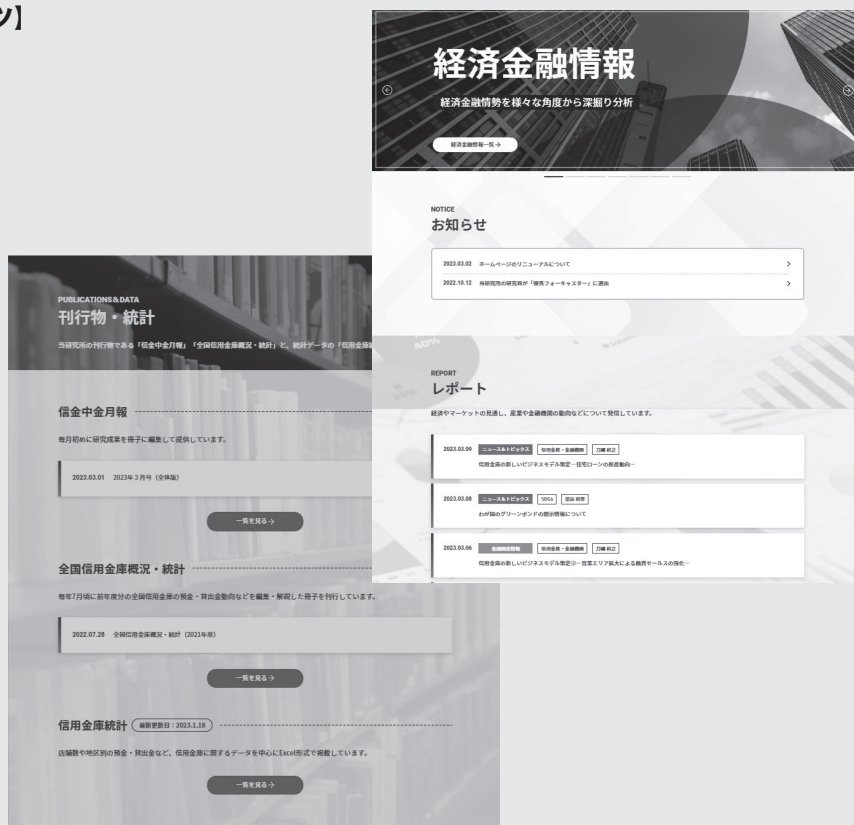 ツ】
経済金融情報
経済金融情勢を様々な角度から深掘り分析
経済金融情報一覧→
NOTICE
お知らせ
2023.03.02 ホームページのリニューアルについて
2022.10.12 当研究所の研究員が「優秀フォーキャスター」に選出
REPORT
レポート
経済やマーケットの見通し、産業や金融機関の動向などについて発信しています。
2023.03.09 ニュース&トピックス 信用金庫・金融機関 刀禰 和之
信用金庫の新しいビジネスモデル策定―住宅ローンの推進動向―
2023.03.08 ニュース&トピックス SDGs
わが国のグリーンボンドの開示情報について
2023.03.06 金融調査情報 信用金庫・金融機関 刀禰 和之
信用金庫の新しいビジネスモデル策定③―営業エリア拡大による融資セールスの強化―
PUBLICATIONS&DATA
刊行物・統計
当研究所の刊行物である「信金中金月報」「全国信用金庫概況・統計」と、統計データの「信用金庫
信金中金月報
毎月初めに研究成果を冊子に編集して提供しています。
2023.03.01 2023年3月号（全体版）
一覧を見る→
全国信用金庫概況・統計
毎年7月頃に前年度分の全国信用金庫の預金・貸出金動向などを編集・解説した冊子を刊行しています。
2022.07.28 全国信用金庫概況・統計（2021年度）
一覧を見る→
信用金庫統計 最新更新日：2023.1.18
店舗数や地区別の預金・貸出金など、信用金庫に関するデータを中心にExcel形式で掲載しています。
一覧を見る→